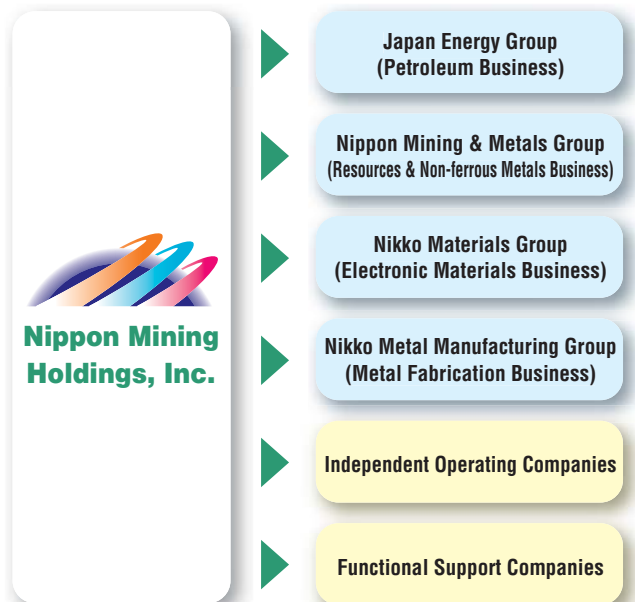 Nippon Mining
Holdings, Inc.
Japan Energy Group
(Petroleum Business)
Nippon Mining & Metals Group
(Resources & Non-ferrous Metals Business)
Nikko Materials Group
(Electronic Materials Business)
Nikko Metal Manufacturing Group
(Metal Fabrication Business)
Independent Operating Companies
Functional Support Companies